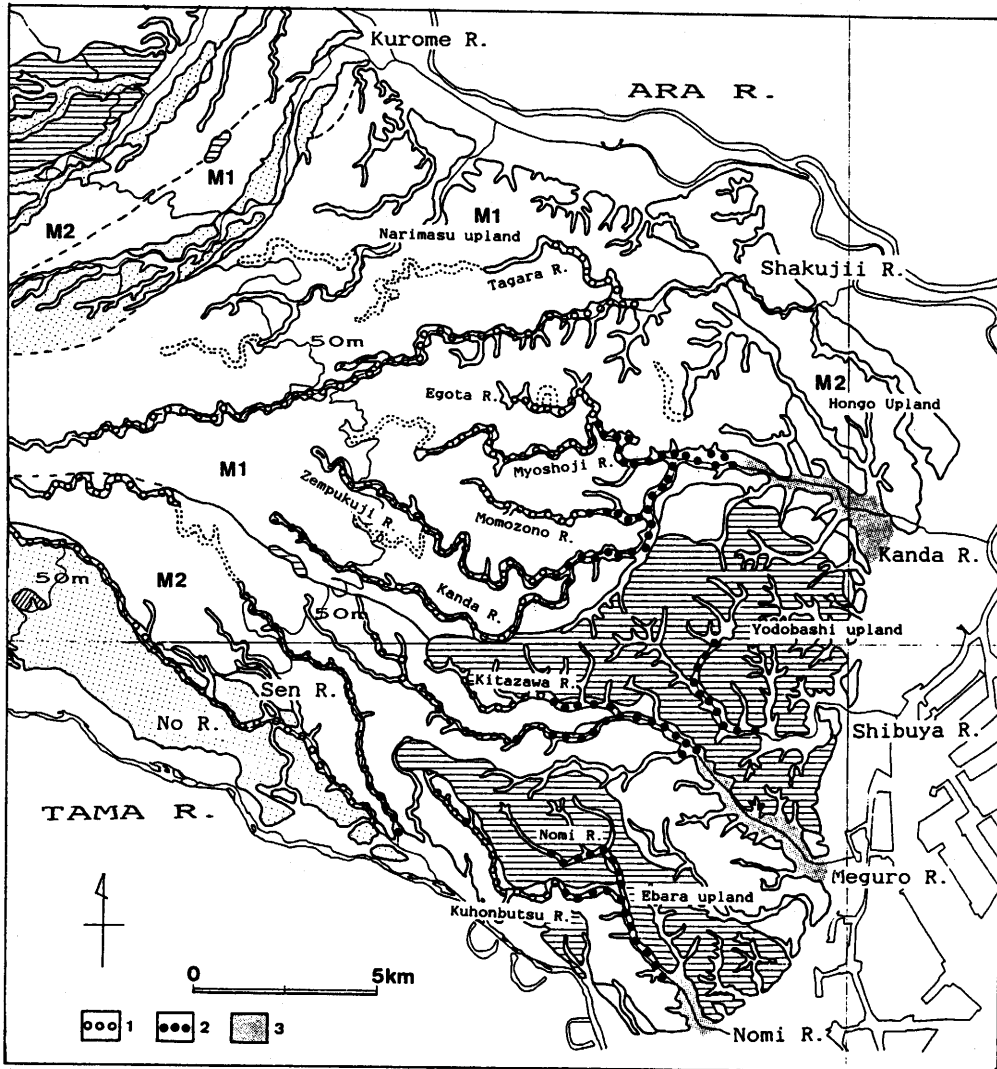 Kurome R.
ARA R.
M1
M2
M1
Narimasu upland
Tagara R.
Shakujii R.
50m
M2
Hongo Upland
Egota R.
Myoshoji R.
M1
Zempukuji R.
Momozono R.
Kanda R.
Kanda R.
50m
M2
50m
Yodobashi upland
Kitazawa R.
Sen R.
No R.
Shibuya R.
TAMA R.
Nomi R.
Meguro R.
Ebara upland
Kuhonbutsu R.
0 5km
1 2 3
Nomi R.